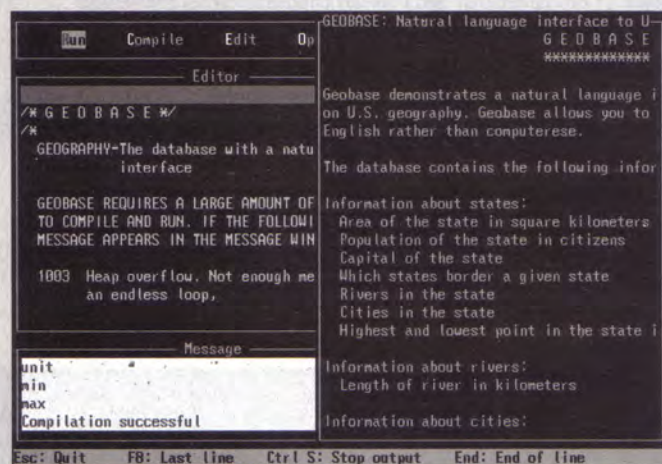 Run Compile Edit Op
Editor
/* G E O B A S E */
/*
GEOGRAPHY-The database with a natu
interface
GEOBASE REQUIRES A LARGE AMOUNT OF
TO COMPILE AND RUN. IF THE FOLLOWI
MESSAGE APPEARS IN THE MESSAGE WIN
1003 Heap overflow. Not enough me
an endless loop,
Message
unit
min
max
Compilation successful
GEOBASE: Natural language interface to U
G E O B A S E
*************
Geobase demonstrates a natural language i
on U.S. geography. Geobase allows you to
English rather than computerese.
The database contains the following infor
Information about states:
Area of the state in square kilometers
Population of the state in citizens
Capital of the state
Which states border a given state
Rivers in the state
Cities in the state
Highest and lowest point in the state i
Information about rivers:
Length of river in kilometers
Information about cities:
Esc: Quit F8: Last line Ctrl S: Stop output End: End of line